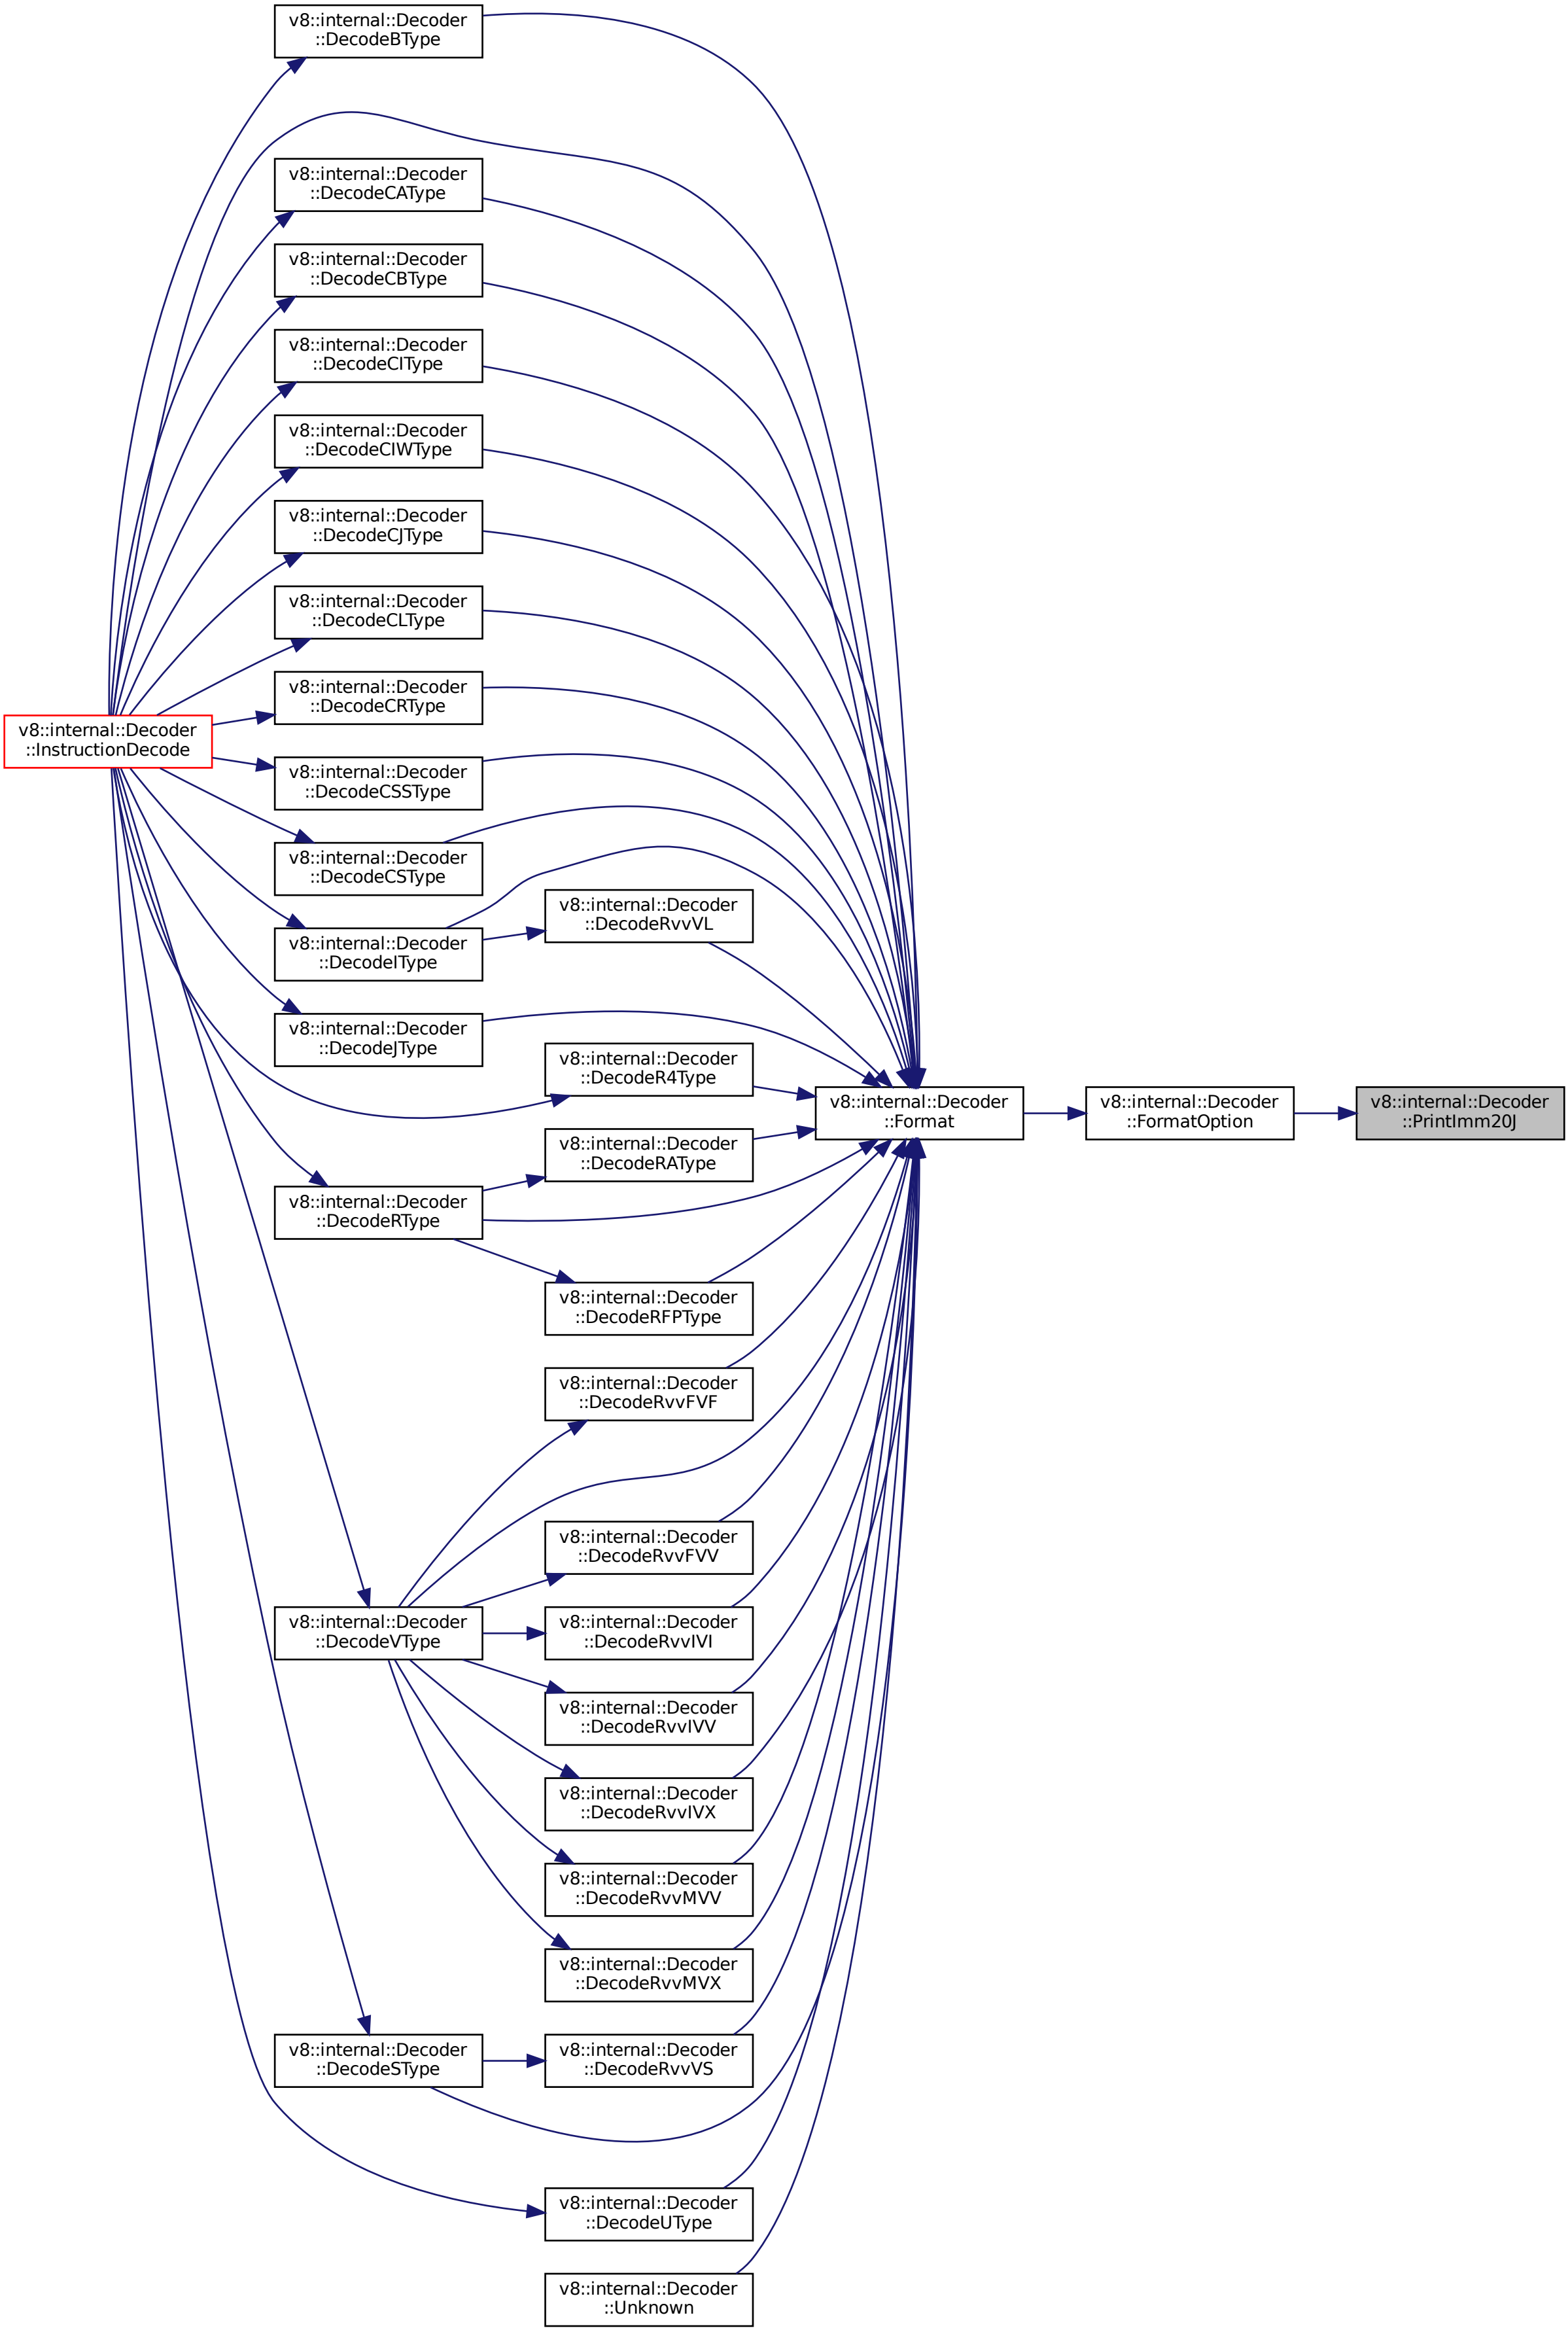 v8::internal::Decoder
::DecodeBType
v8::internal::Decoder
::DecodeCAType
v8::internal::Decoder
::DecodeCBType
v8::internal::Decoder
::DecodeCIType
v8::internal::Decoder
::DecodeCIWType
v8::internal::Decoder
::DecodeCJType
v8::internal::Decoder
::DecodeCLType
v8::internal::Decoder
::DecodeCRType
v8::internal::Decoder
::InstructionDecode
v8::internal::Decoder
::DecodeCSSType
v8::internal::Decoder
::DecodeCSType
v8::internal::Decoder
::DecodeRvvVL
v8::internal::Decoder
::DecodeIType
v8::internal::Decoder
::DecodeJType
v8::internal::Decoder
::DecodeR4Type
v8::internal::Decoder
::Format
v8::internal::Decoder
::FormatOption
v8::internal::Decoder
::PrintImm20J
v8::internal::Decoder
::DecodeRAType
v8::internal::Decoder
::DecodeRType
v8::internal::Decoder
::DecodeRFPType
v8::internal::Decoder
::DecodeRvvFVF
v8::internal::Decoder
::DecodeRvvFVV
v8::internal::Decoder
::DecodeVType
v8::internal::Decoder
::DecodeRvvIVI
v8::internal::Decoder
::DecodeRvvIVV
v8::internal::Decoder
::DecodeRvvIVX
v8::internal::Decoder
::DecodeRvvMVV
v8::internal::Decoder
::DecodeRvvMVX
v8::internal::Decoder
::DecodeSType
v8::internal::Decoder
::DecodeRvvVS
v8::internal::Decoder
::DecodeUType
v8::internal::Decoder
::Unknown